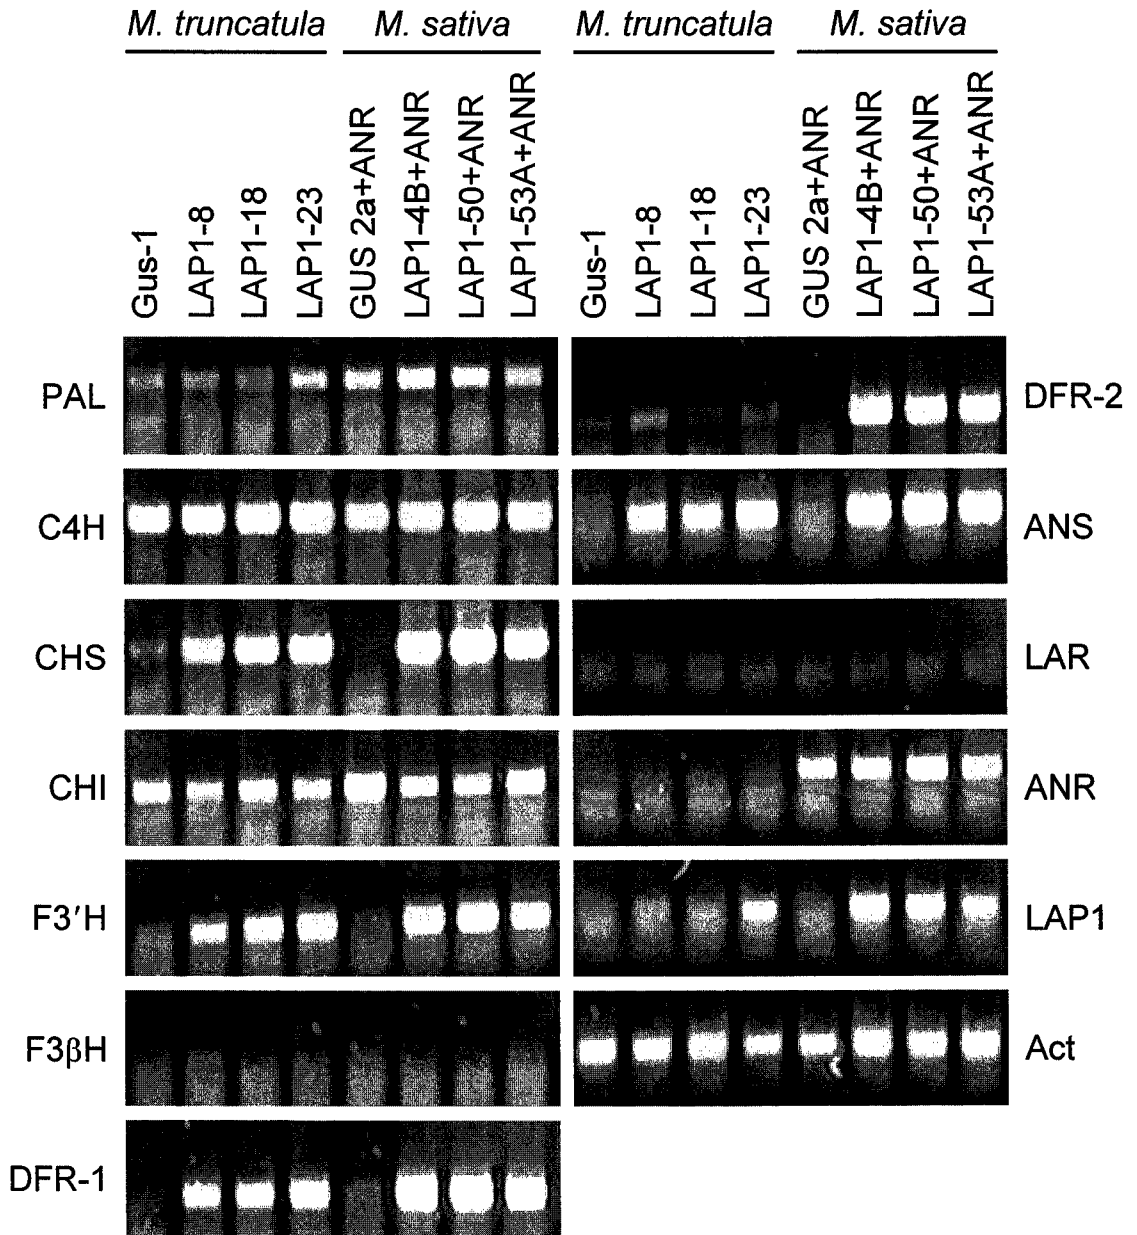 M. truncatula
M. sativa
M. truncatula
M. sativa
Gus-1
LAP1-8
LAP1-18
LAP1-23
GUS 2a+ANR
LAP1-4B+ANR
LAP1-50+ANR
LAP1-53A+ANR
Gus-1
LAP1-8
LAP1-18
LAP1-23
GUS 2a+ANR
LAP1-4B+ANR
LAP1-50+ANR
LAP1-53A+ANR
PAL
C4H
CHS
CHI
F3′H
F3βH
DFR-1
DFR-2
ANS
LAR
ANR
LAP1
Act